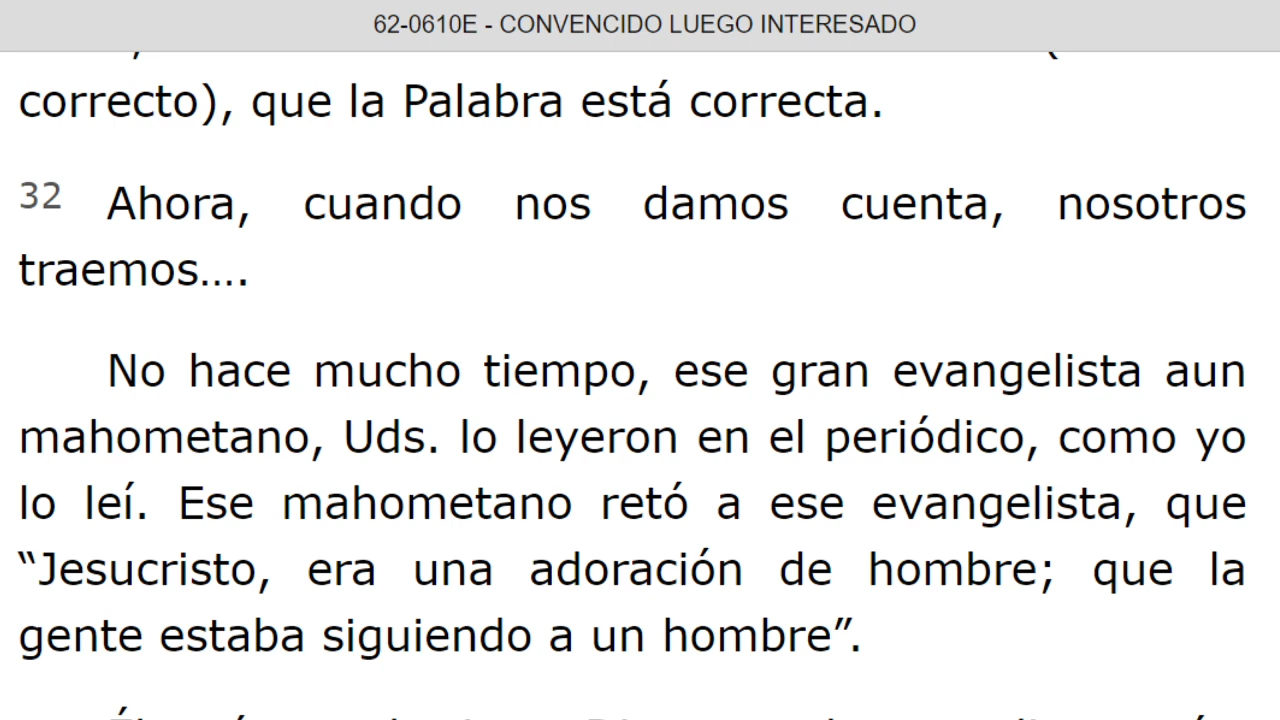 62-0610E - CONVENCIDO LUEGO INTERESADO
correcto), que la Palabra está correcta.
32 Ahora, cuando nos damos cuenta, nosotros
traemos….
No hace mucho tiempo, ese gran evangelista aun
mahometano, Uds. lo leyeron en el periódico, como yo
lo leí. Ese mahometano retó a ese evangelista, que
“Jesucristo, era una adoración de hombre; que la
gente estaba siguiendo a un hombre”.